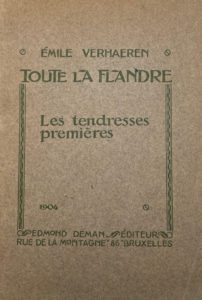 ÉMILE VERHAEREN
TOUTE LA FLANDRE
Les tendresses
premières
1904
EDMOND DEMAN-ÉDITEUR
RUE DE LA MONTAGNE "86" BRUXELLES